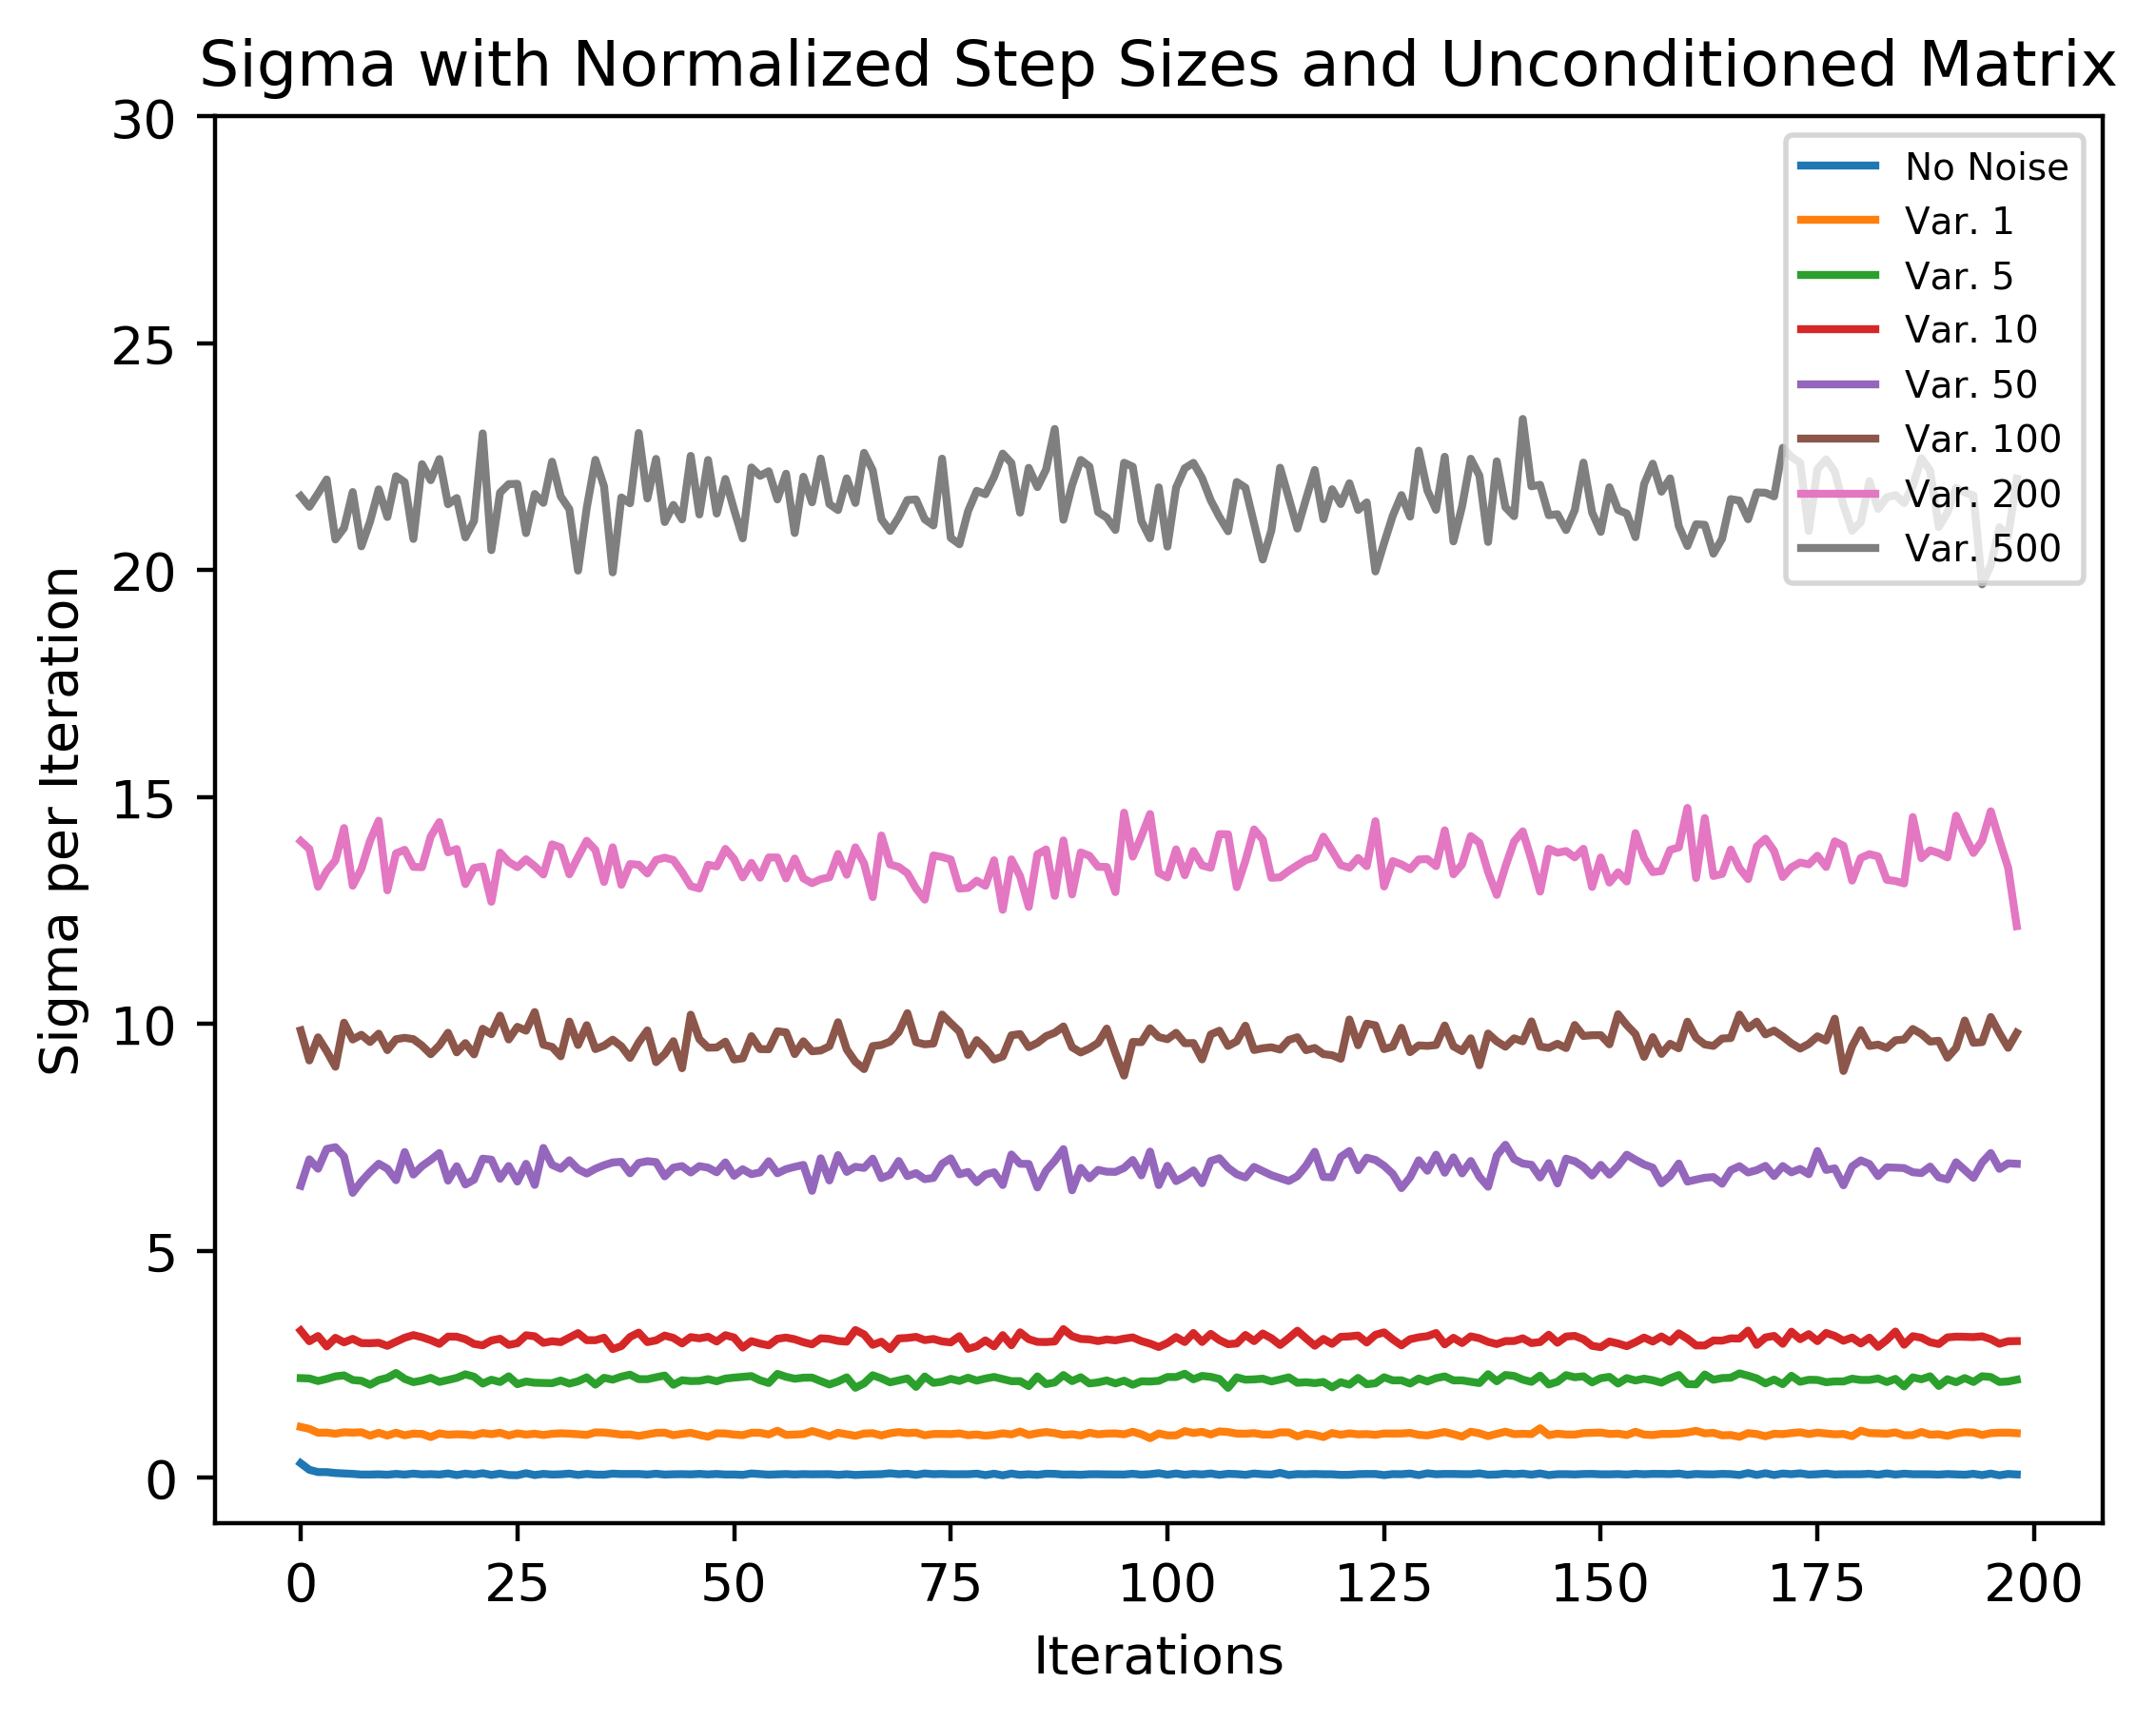 Sigma with Normalized Step Sizes and Unconditioned Matrix
30
25
20
15
10
5
0
Sigma per Iteration
No Noise
Var. 1
Var. 5
Var. 10
Var. 50
Var. 100
Var. 200
Var. 500
0 25 50 75 100 125 150 175 200
Iterations